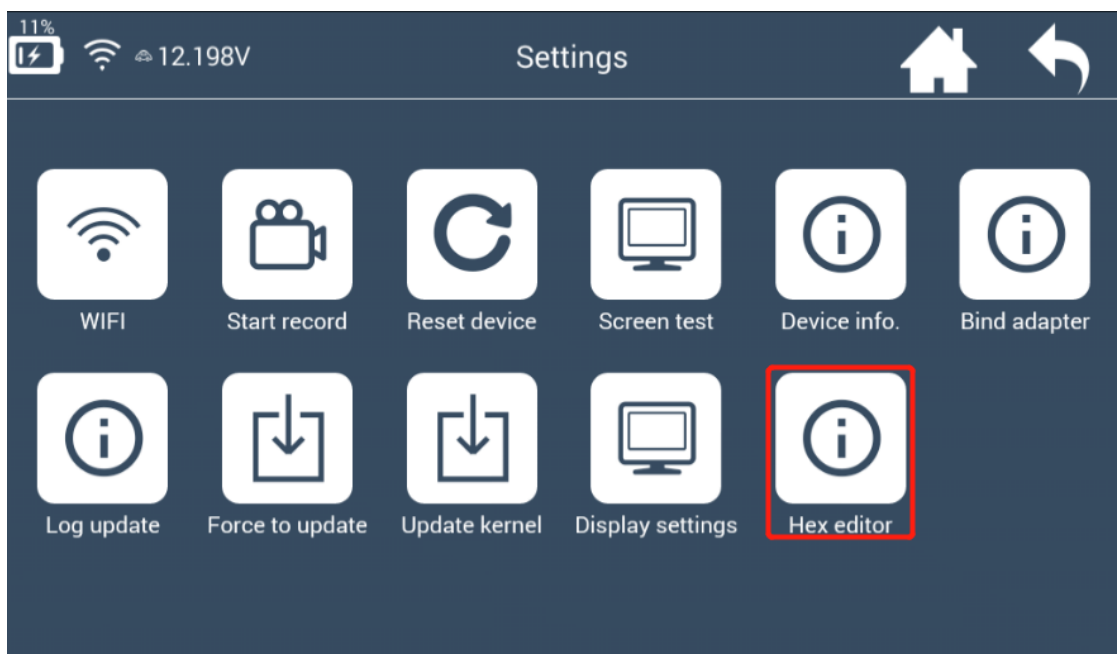 11%
12.198V
Settings
WIFI
Start record
Reset device
Screen test
Device info.
Bind adapter
Log update
Force to update
Update kernel
Display settings
Hex editor